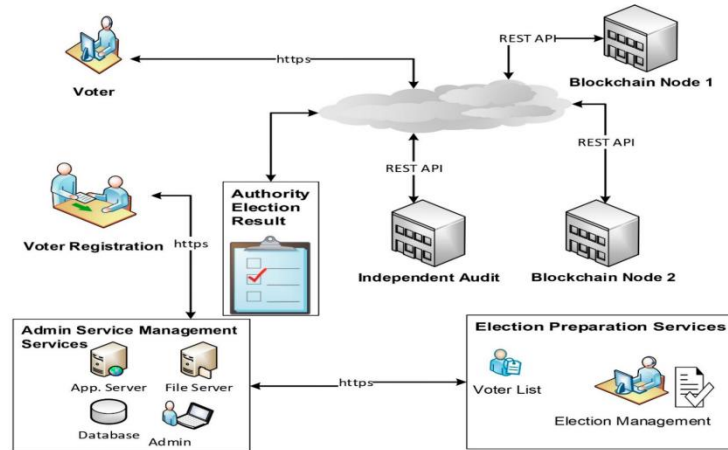 REST API
https
Voter
Blockchain Node 1
REST API
REST API
Authority
Election
Result
Voter Registration
https
Independent Audit
Blockchain Node 2
Admin Service Management
Services
App. Server
File Server
Database
Admin
https
Election Preparation Services
Voter List
Election Management